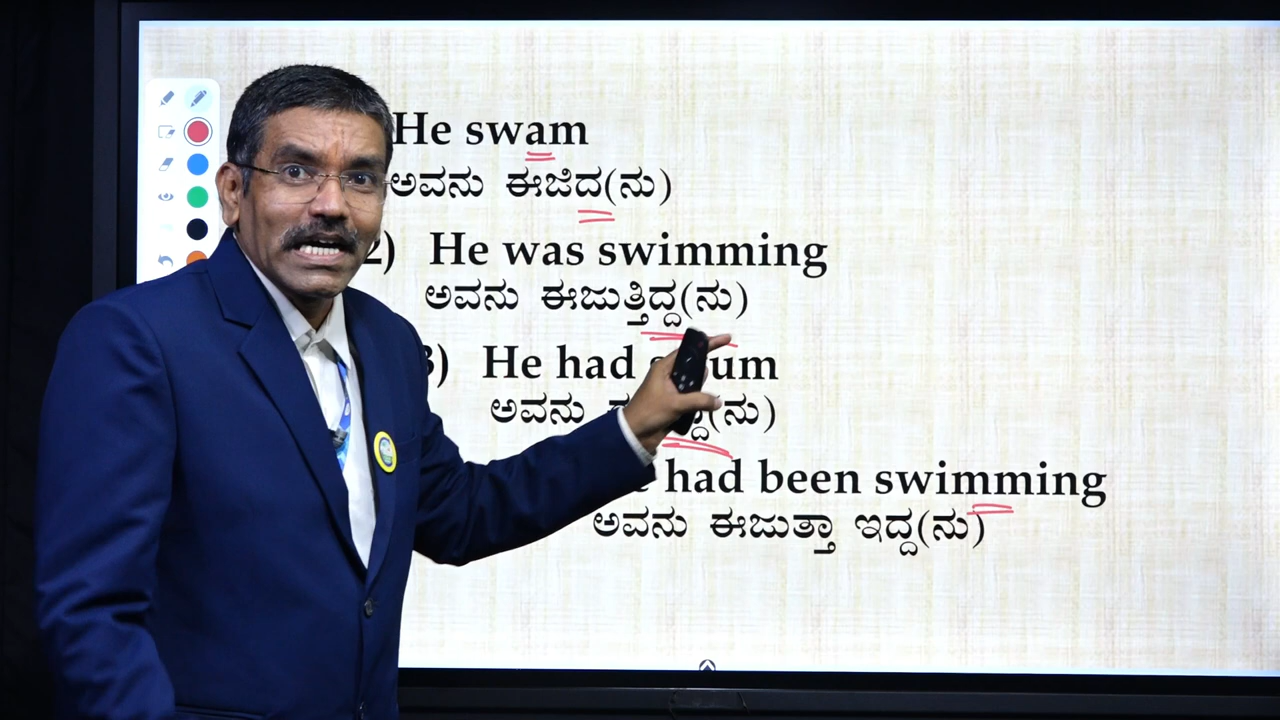 He swam
ಅವನು ಈಜಿದ(ನು)
2) He was swimming
ಅವನು ಈಜುತ್ತಿದ್ದ(ನು)
3) He had
ಅವನು
had been swimming
ಅವನು ಈಜುತ್ತಾ ಇದ್ದ(ನು)